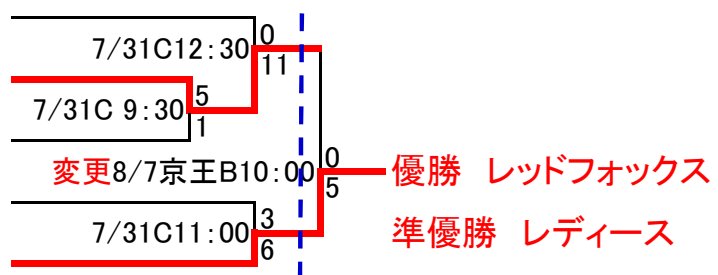 7/31C12:30
0
11
7/31C 9:30
5
1
変更8/7京王B10:00
0
5
優勝 レッドフォックス
7/31C11:00
3
6
準優勝 レディース